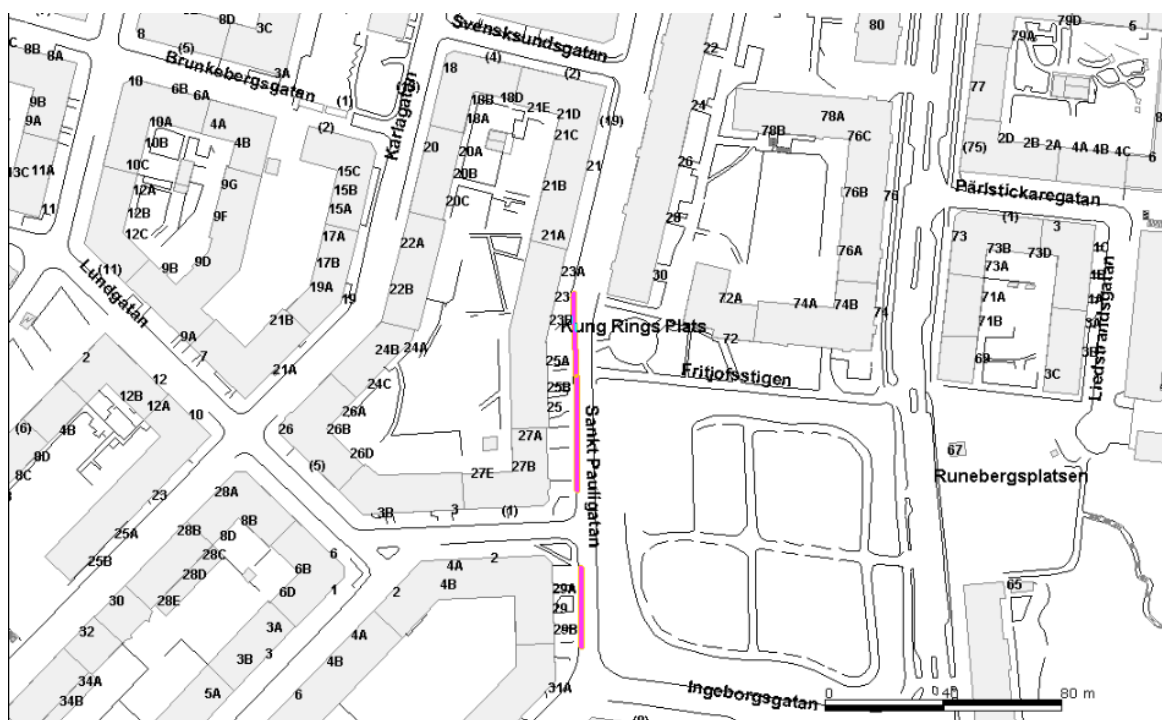 8D
3C
8B
8A
8
(5)
3A
Brunkebergsgatan
(1)
(2)
Karlagatan
Svensksundsgatan
(4)
(2)
(19)
22
80
79D
5
79A
77
24
78A
78B
76C
2D
2B
2A
4A
4B
4C
6
(75)
9B
9A
11A
13C
11
10
6B
6A
4A
4B
10A
10B
10C
12A
12B
12C
9G
9F
9D
9B
(11)
Lundgatan
9A
7
15C
15B
15A
17A
17B
19A
19
21B
21A
18
18B
18D
18A
21E
21D
21C
20
20A
20B
20C
21
21B
21A
22A
22B
23A
23
23B
Kung Rings Plats
26
28
30
76B
76
76A
72A
74A
74B
74
72
Fritjofsstigen
Pärlstickaregatan
(1)
3
73
73B
73D
73A
71A
71B
69
1C
3C
Liedstrandsgatan
24B
24A
24C
25A
25B
25
26A
26B
26D
26
(5)
27A
27B
27E
3B
3
(1)
Sankt Pauligatan
67
Runebergsplatsen
65
2
12
12B
12A
10
(6)
4B
8D
8C
23
25A
25B
28A
28B
8B
8D
28C
28D
28E
6
6B
6D
1
30
32
34A
34B
3A
3B
3
5A
2
4A
4B
2
4A
4B
6
29A
29
29B
31A
Ingeborgsgatan
0
40
80 m